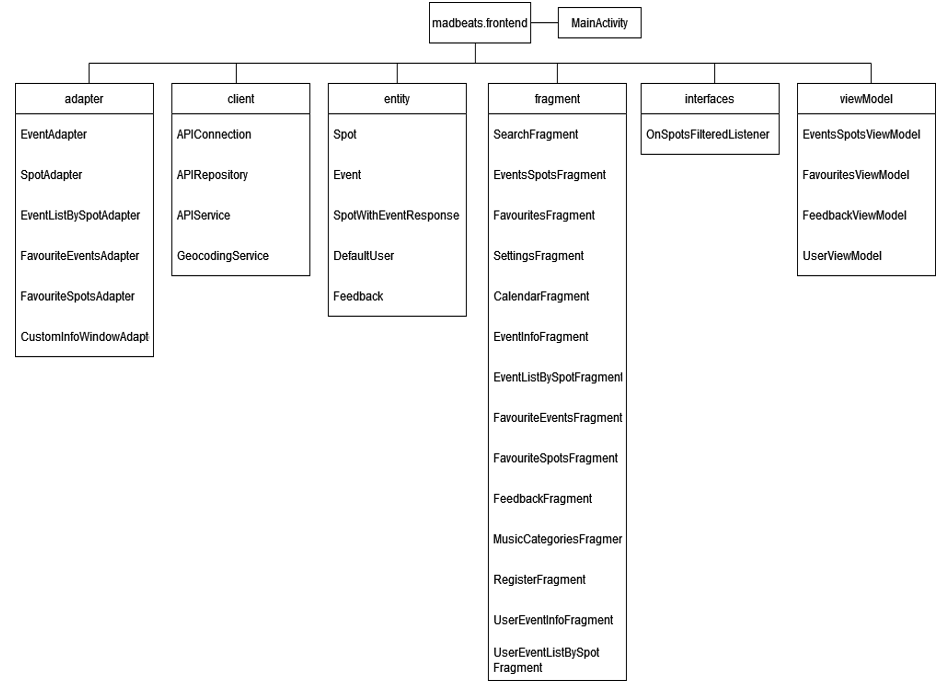 madbeats.frontend
MainActivity
adapter
EventAdapter
SpotAdapter
EventListBySpotAdapter
FavouriteEventsAdapter
FavouriteSpotsAdapter
CustomInfoWindowAdapt
client
APIConnection
APIRepository
APIService
GeocodingService
entity
Spot
Event
SpotWithEventResponse
DefaultUser
Feedback
fragment
SearchFragment
EventsSpotsFragment
FavouritesFragment
SettingsFragment
CalendarFragment
EventInfoFragment
EventListBySpotFragment
FavouriteEventsFragment
FavouriteSpotsFragment
FeedbackFragment
MusicCategoriesFragmer
RegisterFragment
UserEventInfoFragment
UserEventListBySpot
Fragment
interfaces
OnSpotsFilteredListener
viewModel
EventsSpotsViewModel
FavouritesViewModel
FeedbackViewModel
UserViewModel